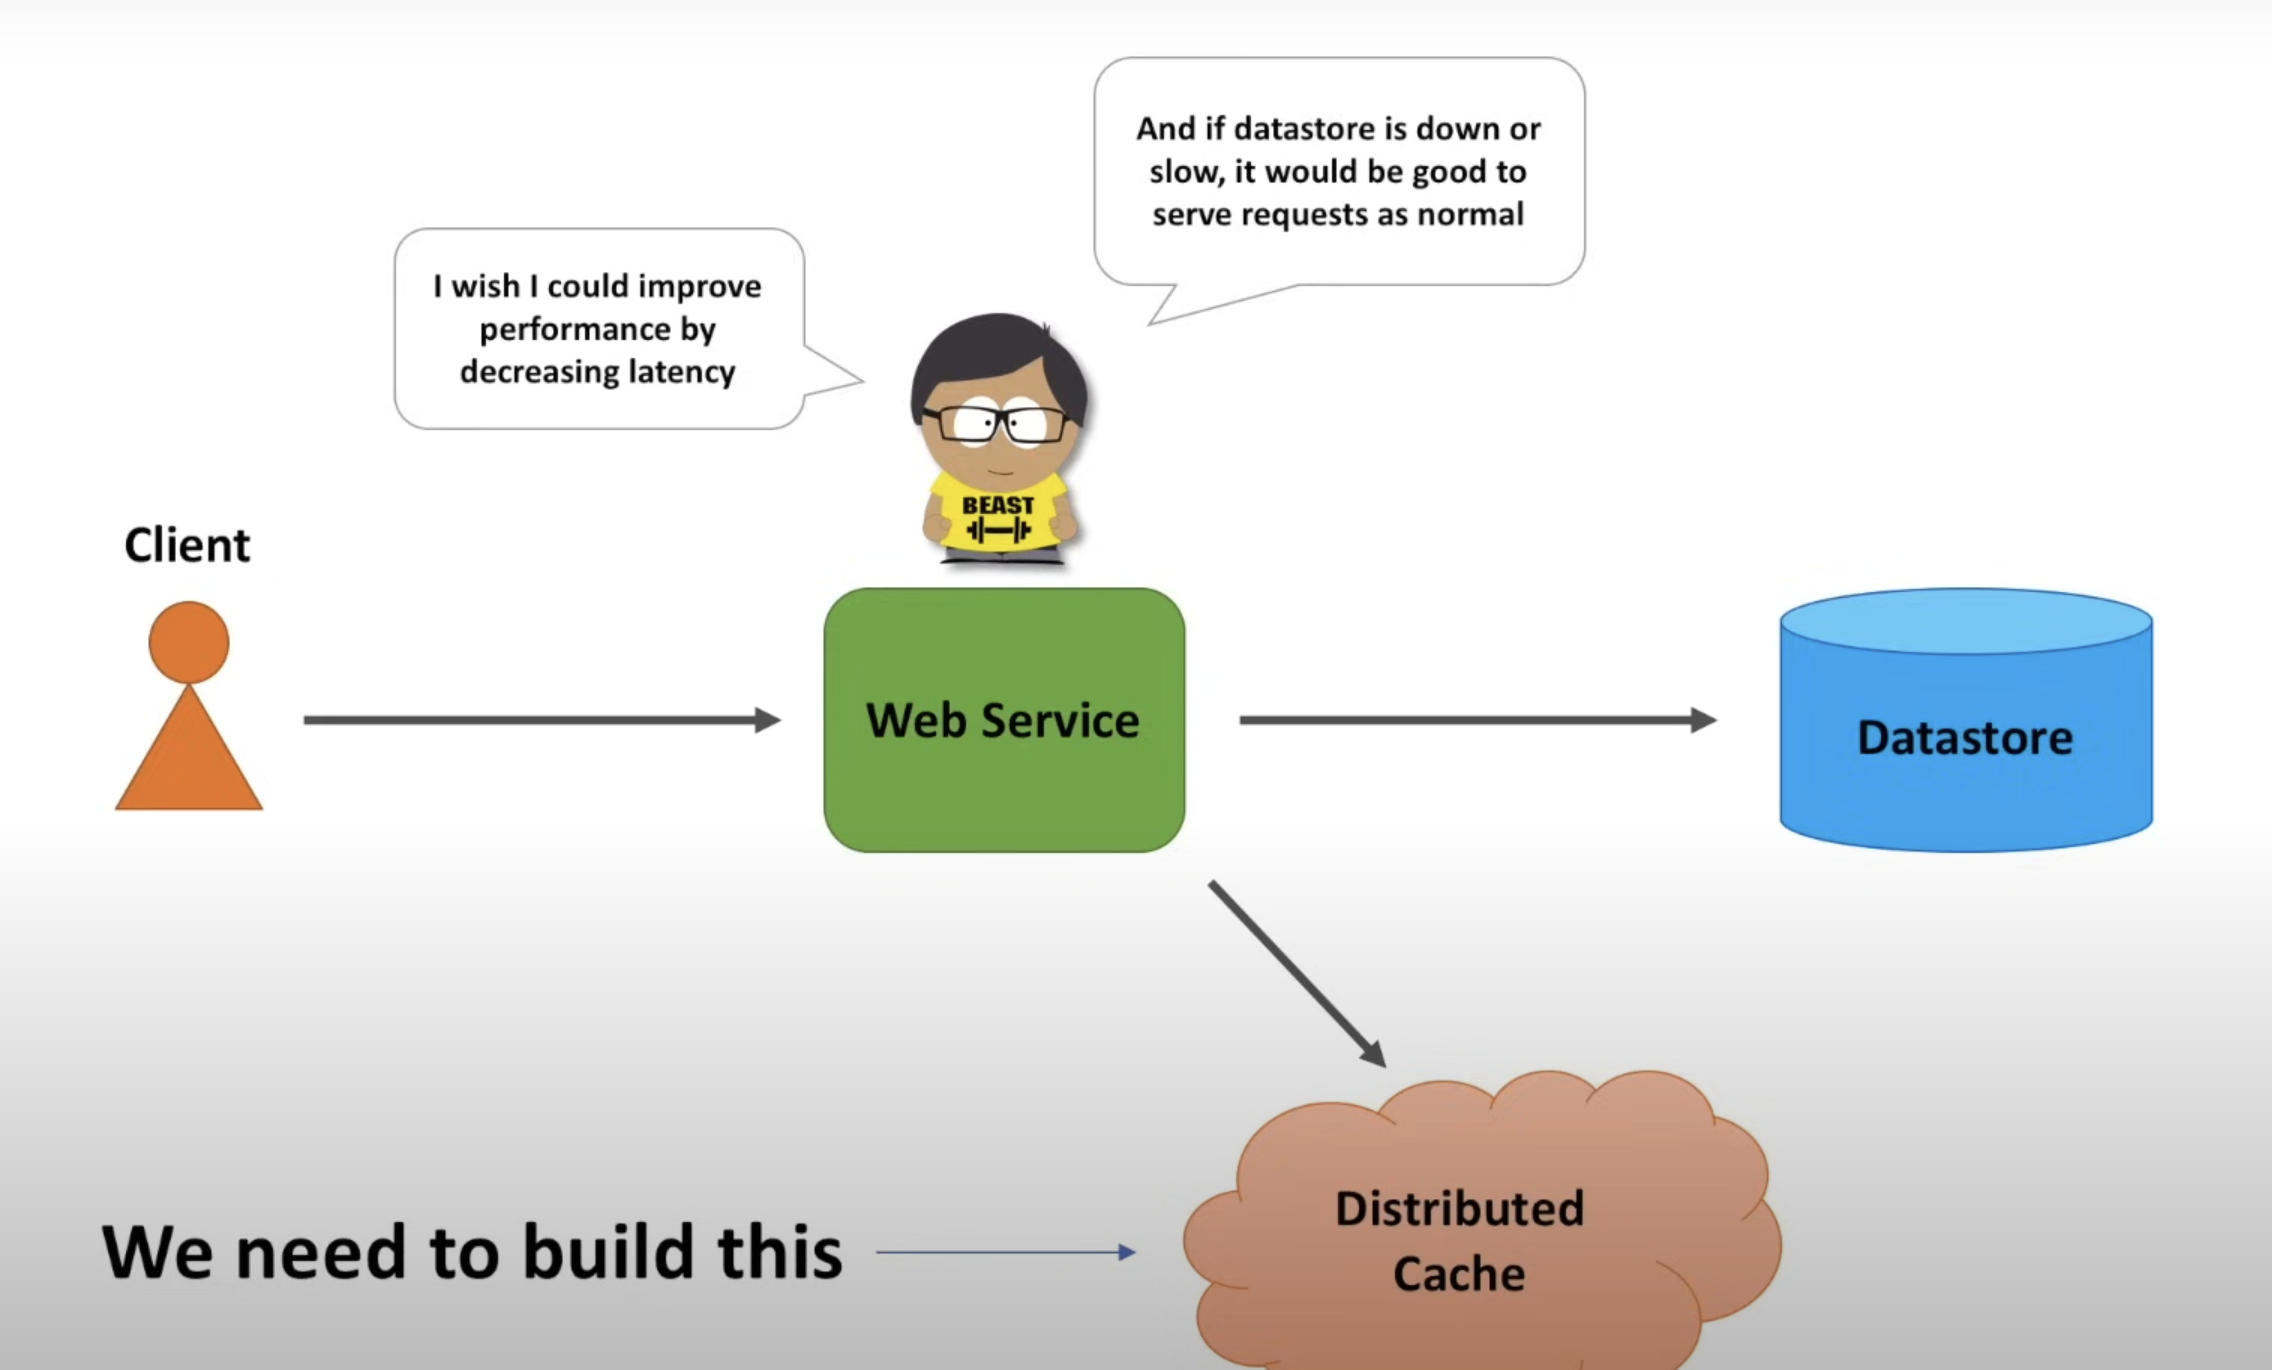 And if datastore is down or
slow, it would be good to
serve requests as normal
I wish I could improve
performance by
decreasing latency
BEAST
Client
Web Service
Datastore
Distributed
Cache
We need to build this